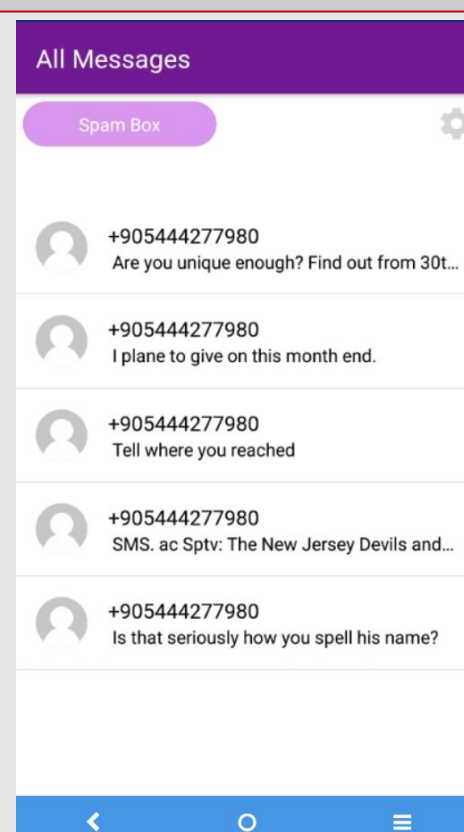 All Messages
Spam Box
+905444277980
Are you unique enough? Find out from 30t...
+905444277980
I plane to give on this month end.
+905444277980
Tell where you reached
+905444277980
SMS. ac Sptv: The New Jersey Devils and...
+905444277980
Is that seriously how you spell his name?